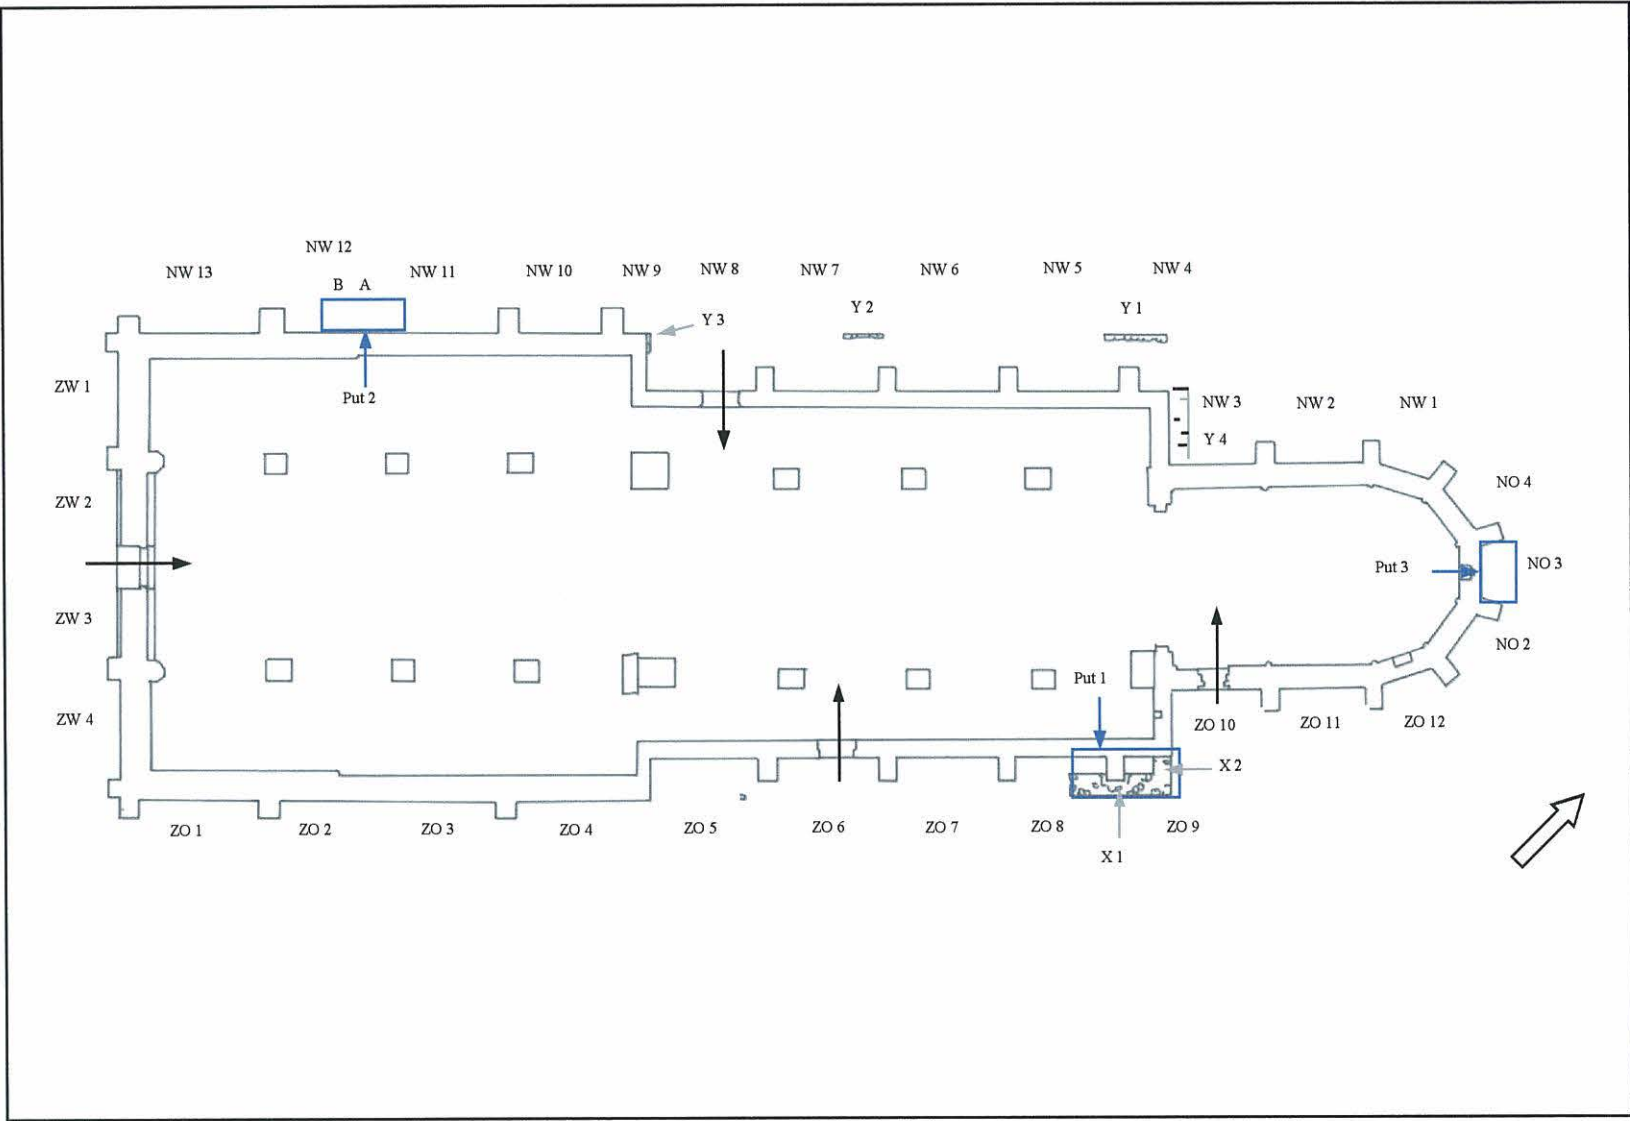 NW 12
NW 13
NW 11
NW 10
NW 9
NW 8
NW 7
NW 6
NW 5
NW 4
B A
Y 3
Y 2
Y 1
ZW 1
Put 2
NW 3
NW 2
NW 1
Y 4
ZW 2
NO 4
Put 3
NO 3
ZW 3
NO 2
Put 1
ZW 4
ZO 10
ZO 11
ZO 12
X 2
ZO 1
ZO 2
ZO 3
ZO 4
ZO 5
ZO 6
ZO 7
ZO 8
ZO 9
X 1